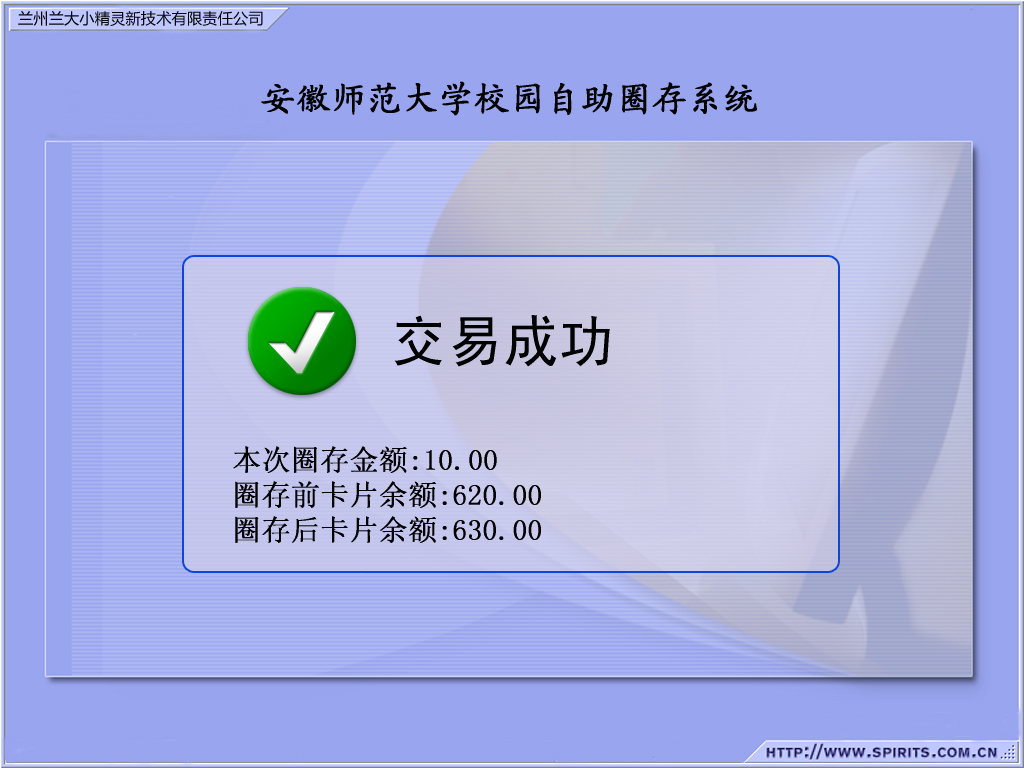 兰州兰大小精灵新技术有限责任公司
安徽师范大学校园自助圈存系统
交易成功
本次圈存金额:10.00
圈存前卡片余额:620.00
圈存后卡片余额:630.00
HTTP://WWW.SPIRITS.COM.CN